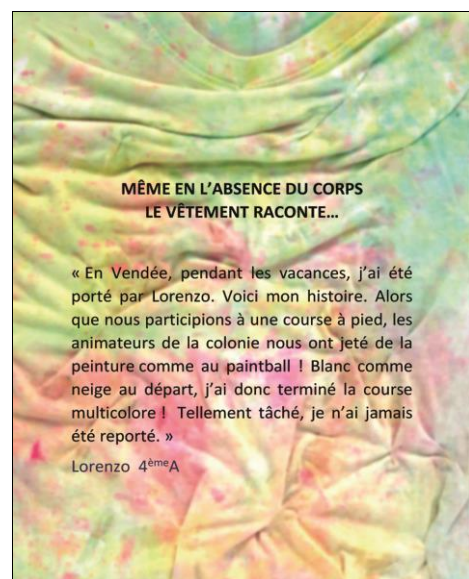 MÊME EN L’ABSENCE DU CORPS
LE VÊTEMENT RACONTE…
« En Vendée, pendant les vacances, j’ai été
porté par Lorenzo. Voici mon histoire. Alors
que nous participions à une course à pied, les
animateurs de la colonie nous ont jeté de la
peinture comme au paintball ! Blanc comme
neige au départ, j’ai donc terminé la course
multicolore ! Tellement tâché, je n’ai jamais
été reporté. »
Lorenzo 4èmeA